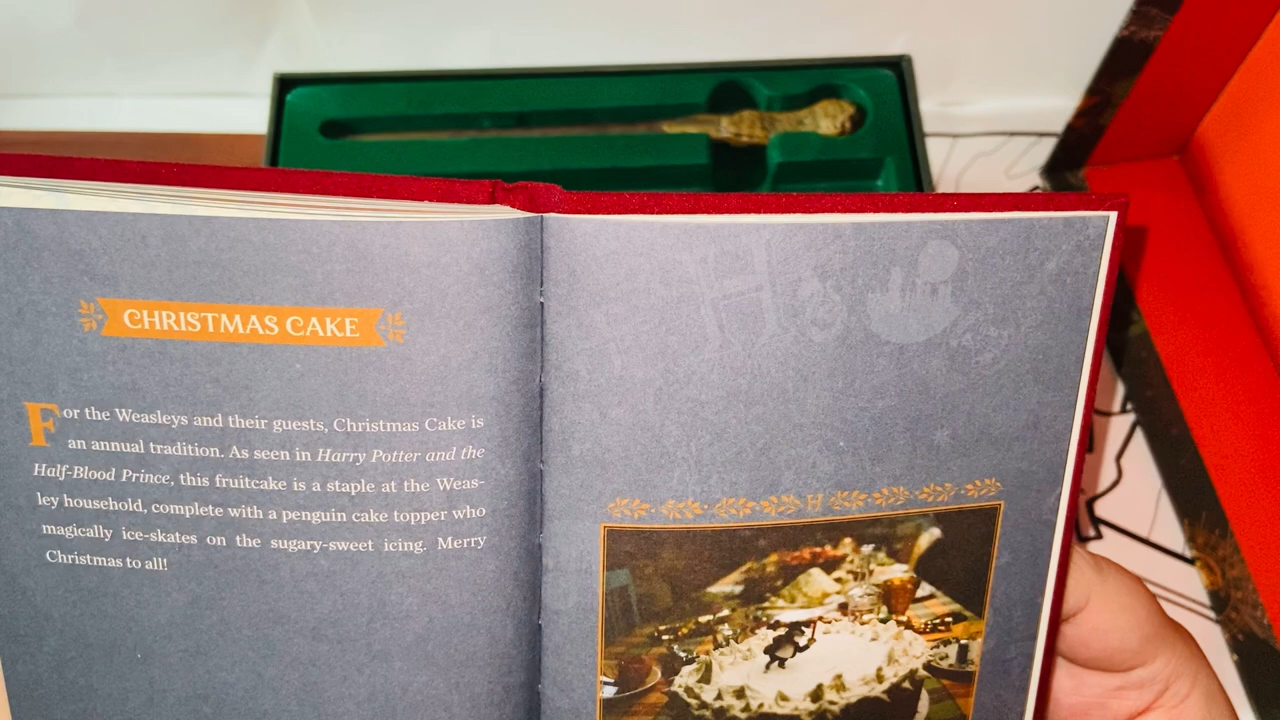 CHRISTMAS CAKE
For the Weasleys and their guests, Christmas Cake is
an annual tradition. As seen in Harry Potter and the
Half-Blood Prince, this fruitcake is a staple at the Weas-
ley household, complete with a penguin cake topper who
magically ice-skates on the sugary-sweet icing. Merry
Christmas to all!
H